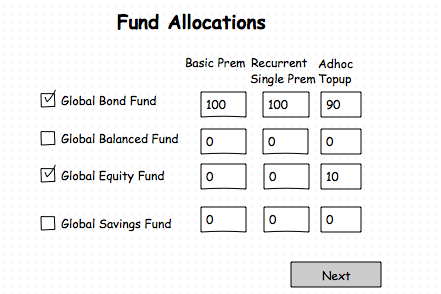 Fund Allocations
Basic Prem Recurrent Adhoc
Single Prem Topup
Global Bond Fund 100 100 90
Global Balanced Fund 0 0 0
Global Equity Fund 0 0 10
Global Savings Fund 0 0 0
Next